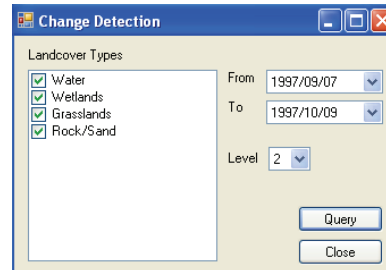 Change Detection
Landcover Types
Water
Wetlands
Grasslands
Rock/Sand
From 1997/09/07
To 1997/10/09
Level 2
Query
Close